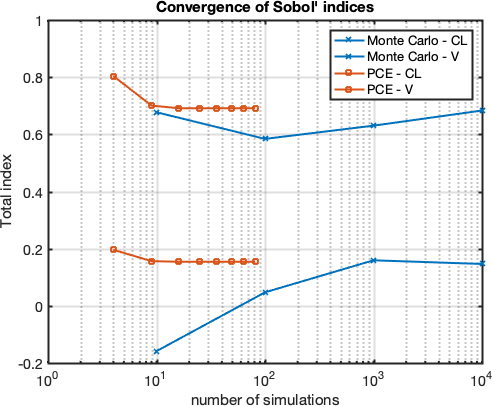 Convergence of Sobol' indices
Monte Carlo - CL
Monte Carlo - V
PCE - CL
PCE - V
Total index
1
0.8
0.6
0.4
0.2
0
-0.2
10^0 10^1 10^2 10^3 10^4
number of simulations